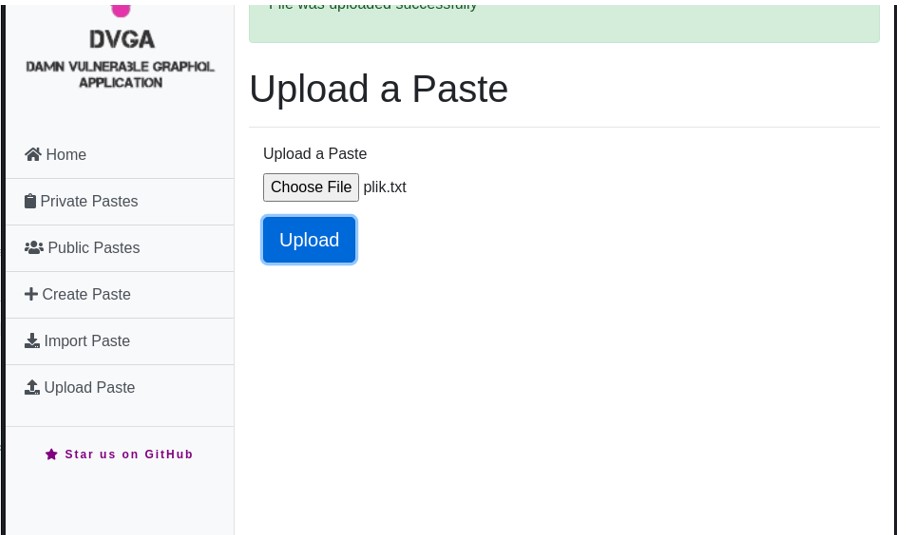 File was uploaded successfully
DVGA
DAMN VULNERABLE GRAPHQL
APPLICATION
Home
Private Pastes
Public Pastes
Create Paste
Import Paste
Upload Paste
Star us on GitHub
Upload a Paste
Upload a Paste
Choose File plik.txt
Upload